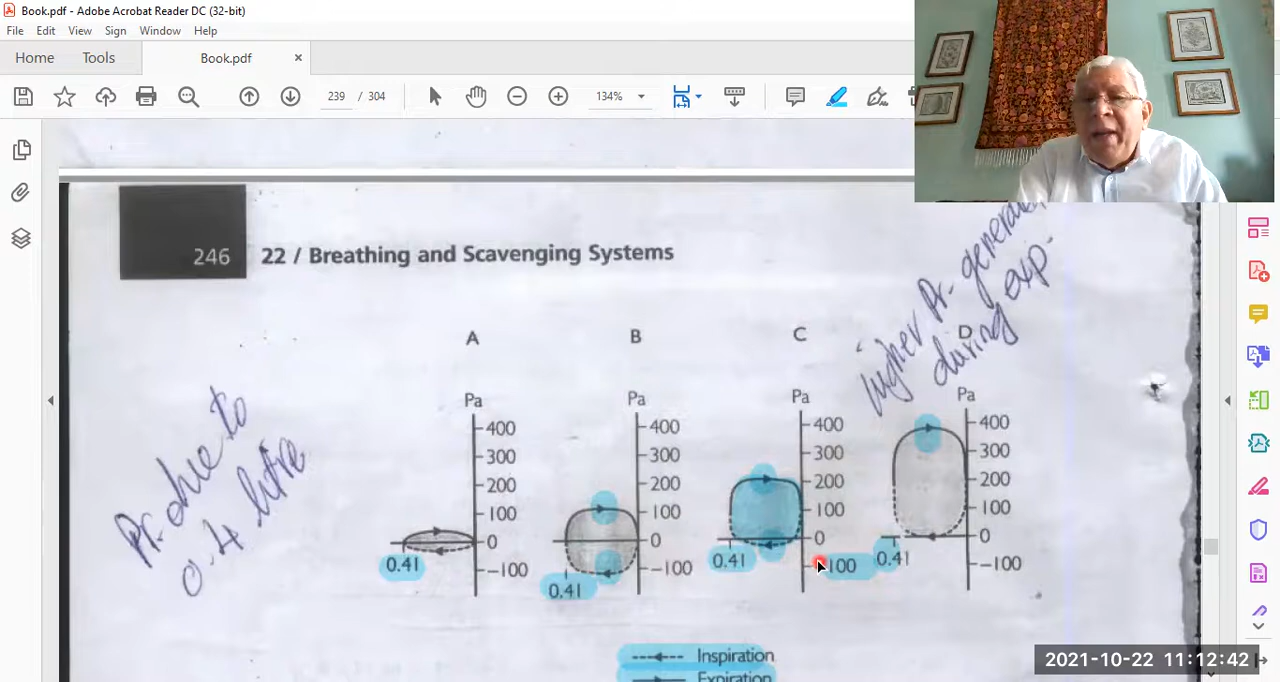 Book.pdf - Adobe Acrobat Reader DC (32-bit)
File Edit View Sign Window Help
Home Tools Book.pdf ×
239 / 304 134%
246 22 / Breathing and Scavenging Systems
Pr. due to
0.4 litre
higher Pr. generated
during exp.
A B C D
Pa Pa Pa Pa
400 400 400 400
300 300 300 300
200 200 200 200
100 100 100 100
0 0 0 0
-100 -100 100 -100
0.41 0.41 0.41 0.41
Inspiration
Expiration
2021-10-22 11:12:42